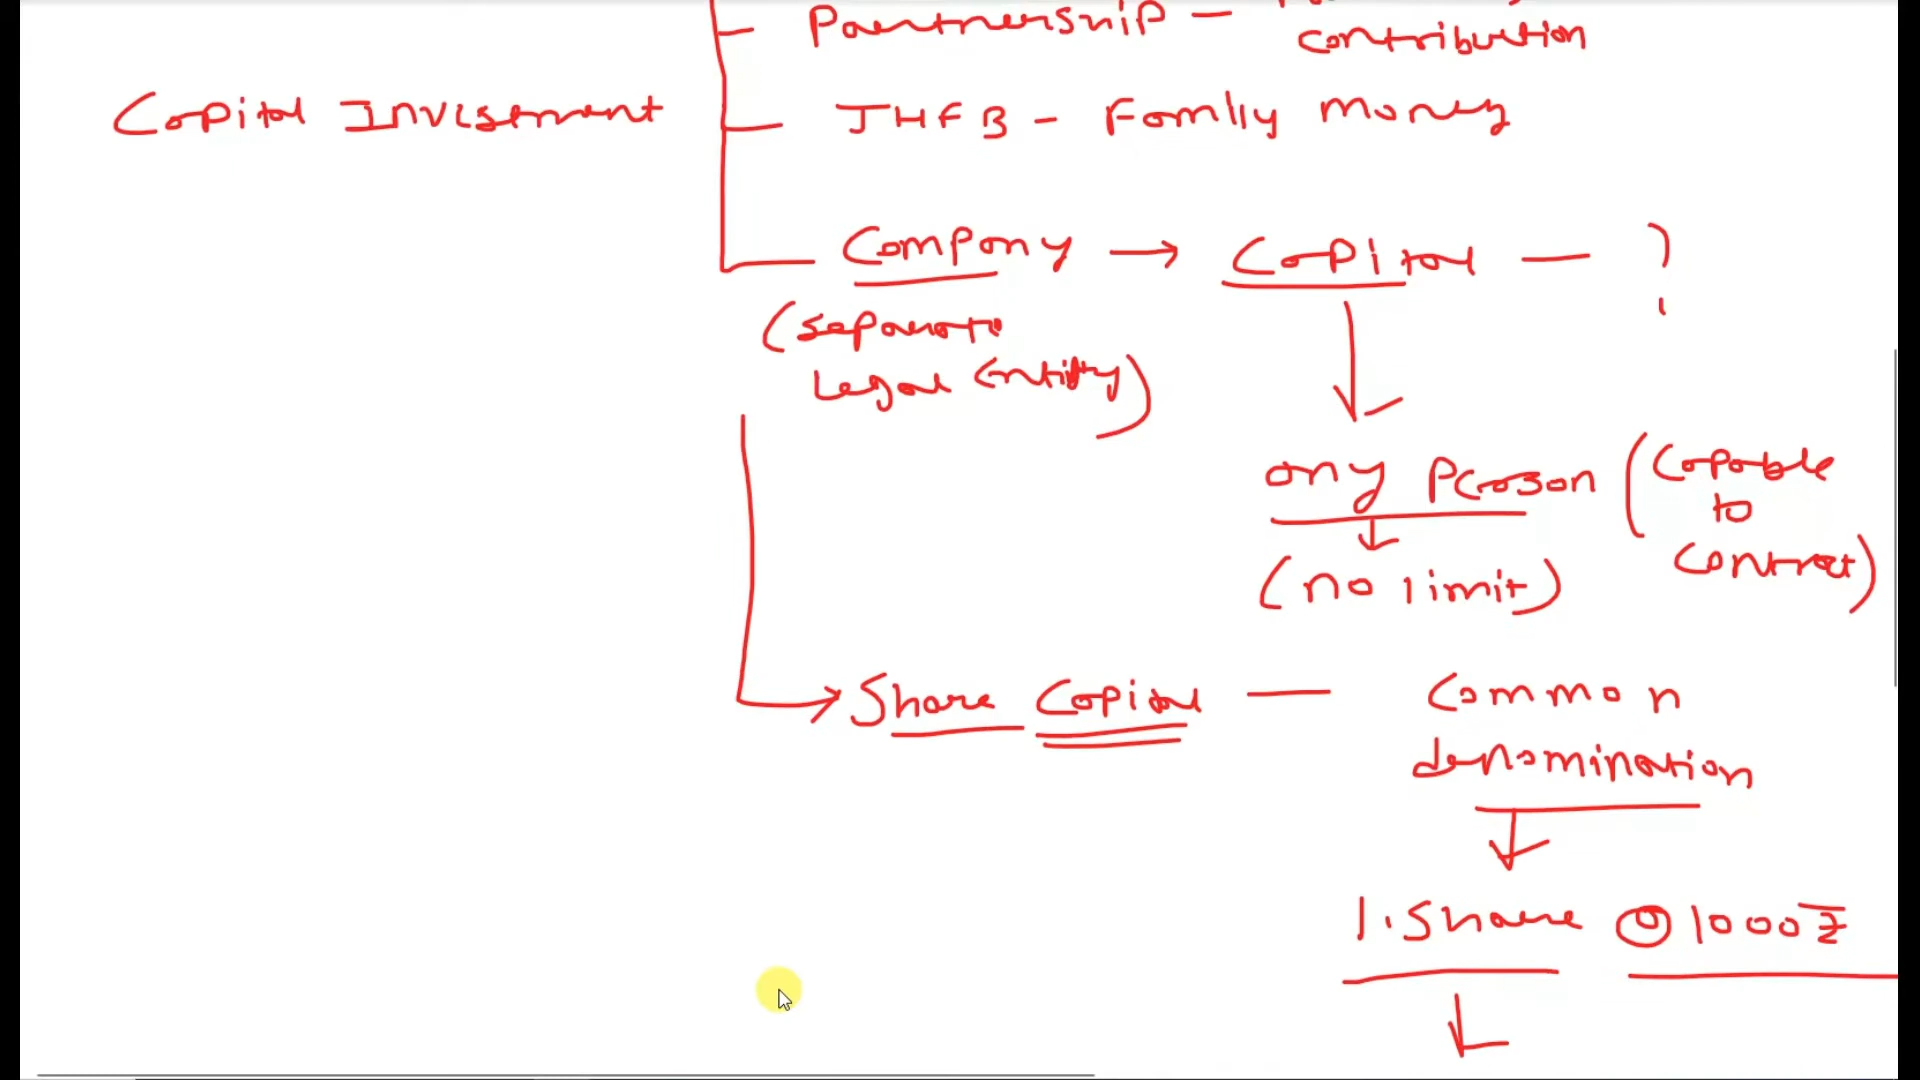 Partnership -
contribution
Capital Invesement
JHFB - Family Money
Company → Capital - ?
(separate
Legal Entity)
any Person (Capable
to
contract)
(no limit)
Share Capital - Common
denomination
1. Share @ 1000₹